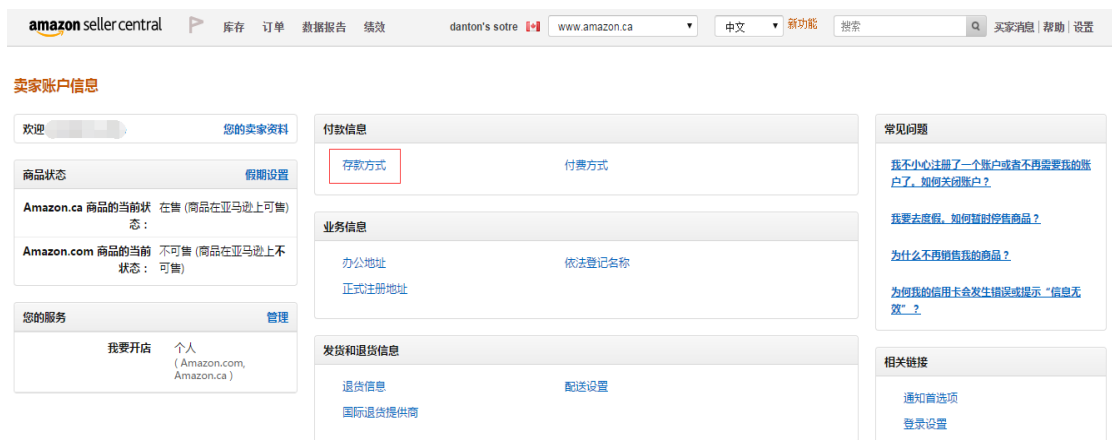 amazon seller central 库存 订单 数据报告 绩效 danton's sotre www.amazon.ca 中文 新功能 搜索 买家消息 | 帮助 | 设置
卖家账户信息
欢迎 您的卖家资料
商品状态 假期设置
Amazon.ca 商品的当前状 在售 (商品在亚马逊上可售)
态：
Amazon.com 商品的当前 不可售 (商品在亚马逊上不
状态： 可售)
您的服务 管理
我要开店 个人
( Amazon.com,
Amazon.ca )
付款信息
存款方式 付费方式
业务信息
办公地址 依法登记名称
正式注册地址
发货和退货信息
退货信息 配送设置
国际退货提供商
常见问题
我不小心注册了一个账户或者不再需要我的账
户了，如何关闭账户？
我要去度假，如何暂时停售商品？
为什么不再销售我的商品？
为何我的信用卡会发生错误或提示“信息无
效”？
相关链接
通知首选项
登录设置